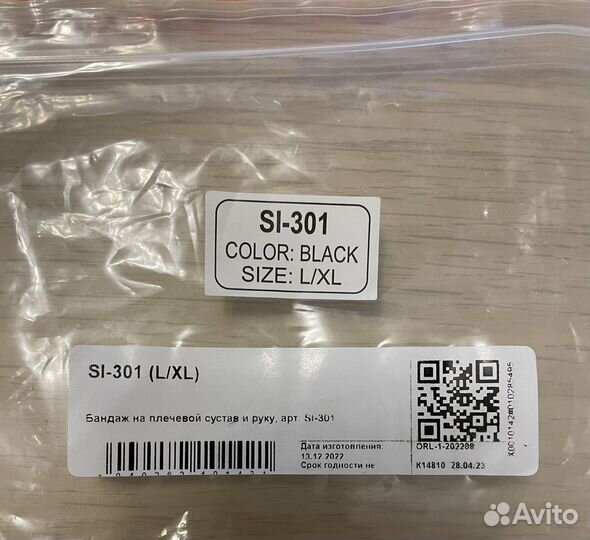 SI-301
COLOR: BLACK
SIZE: L/XL
SI-301 (L/XL)
Бандаж на плечевой сустав и руку, арт. SI-301
Дата изготовления:
13.12.2022
Срок годности не
ORL-1-202208
K14810 28.04.23
Avito